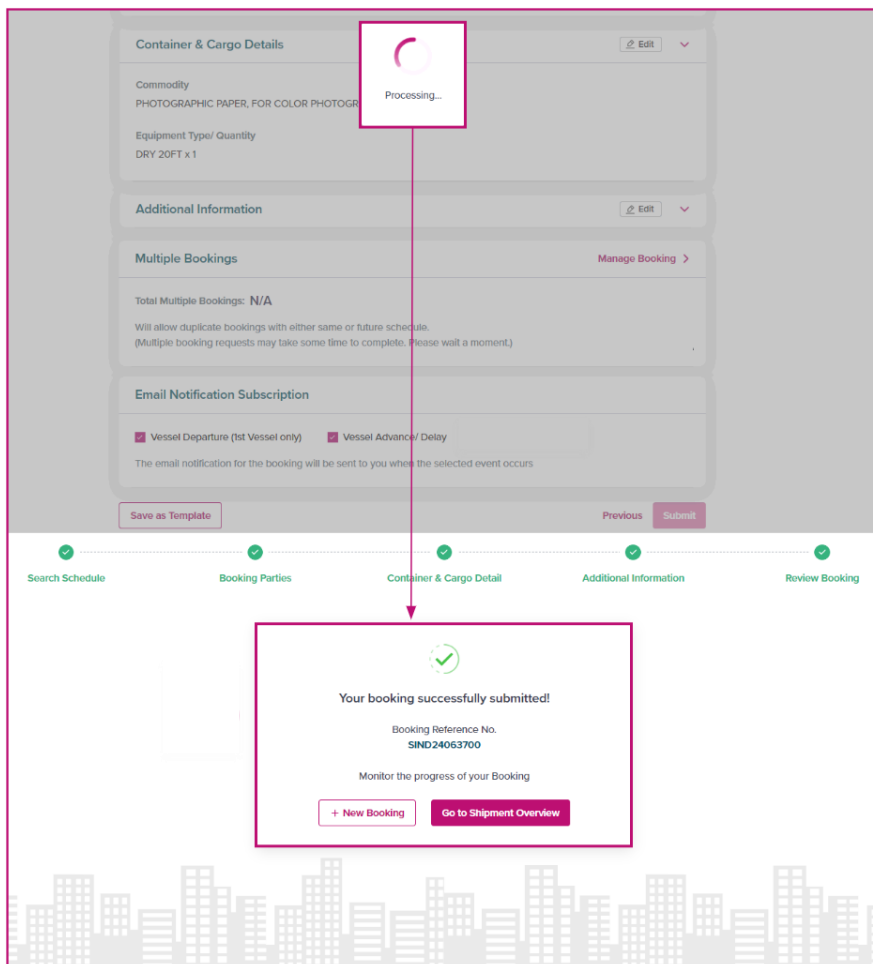 Container & Cargo Details
Edit
Processing...
Commodity
PHOTOGRAPHIC PAPER, FOR COLOR PHOTOGR
Equipment Type/ Quantity
DRY 20FT x 1
Additional Information
Edit
Multiple Bookings
Manage Booking
Total Multiple Bookings: N/A
Will allow duplicate bookings with either same or future schedule.
(Multiple booking requests may take some time to complete. Please wait a moment.)
Email Notification Subscription
Vessel Departure (1st Vessel only) Vessel Advance/ Delay
The email notification for the booking will be sent to you when the selected event occurs
Save as Template
Previous
Submit
Search Schedule
Booking Parties
Container & Cargo Detail
Additional Information
Review Booking
Your booking successfully submitted!
Booking Reference No.
SIND24063700
Monitor the progress of your Booking
+ New Booking
Go to Shipment Overview